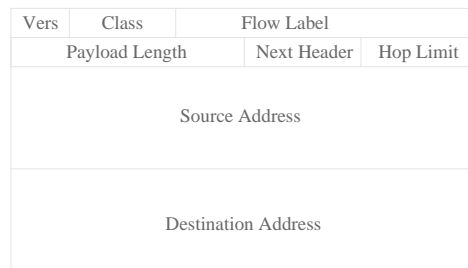 Vers Class Flow Label
Payload Length Next Header Hop Limit
Source Address
Destination Address